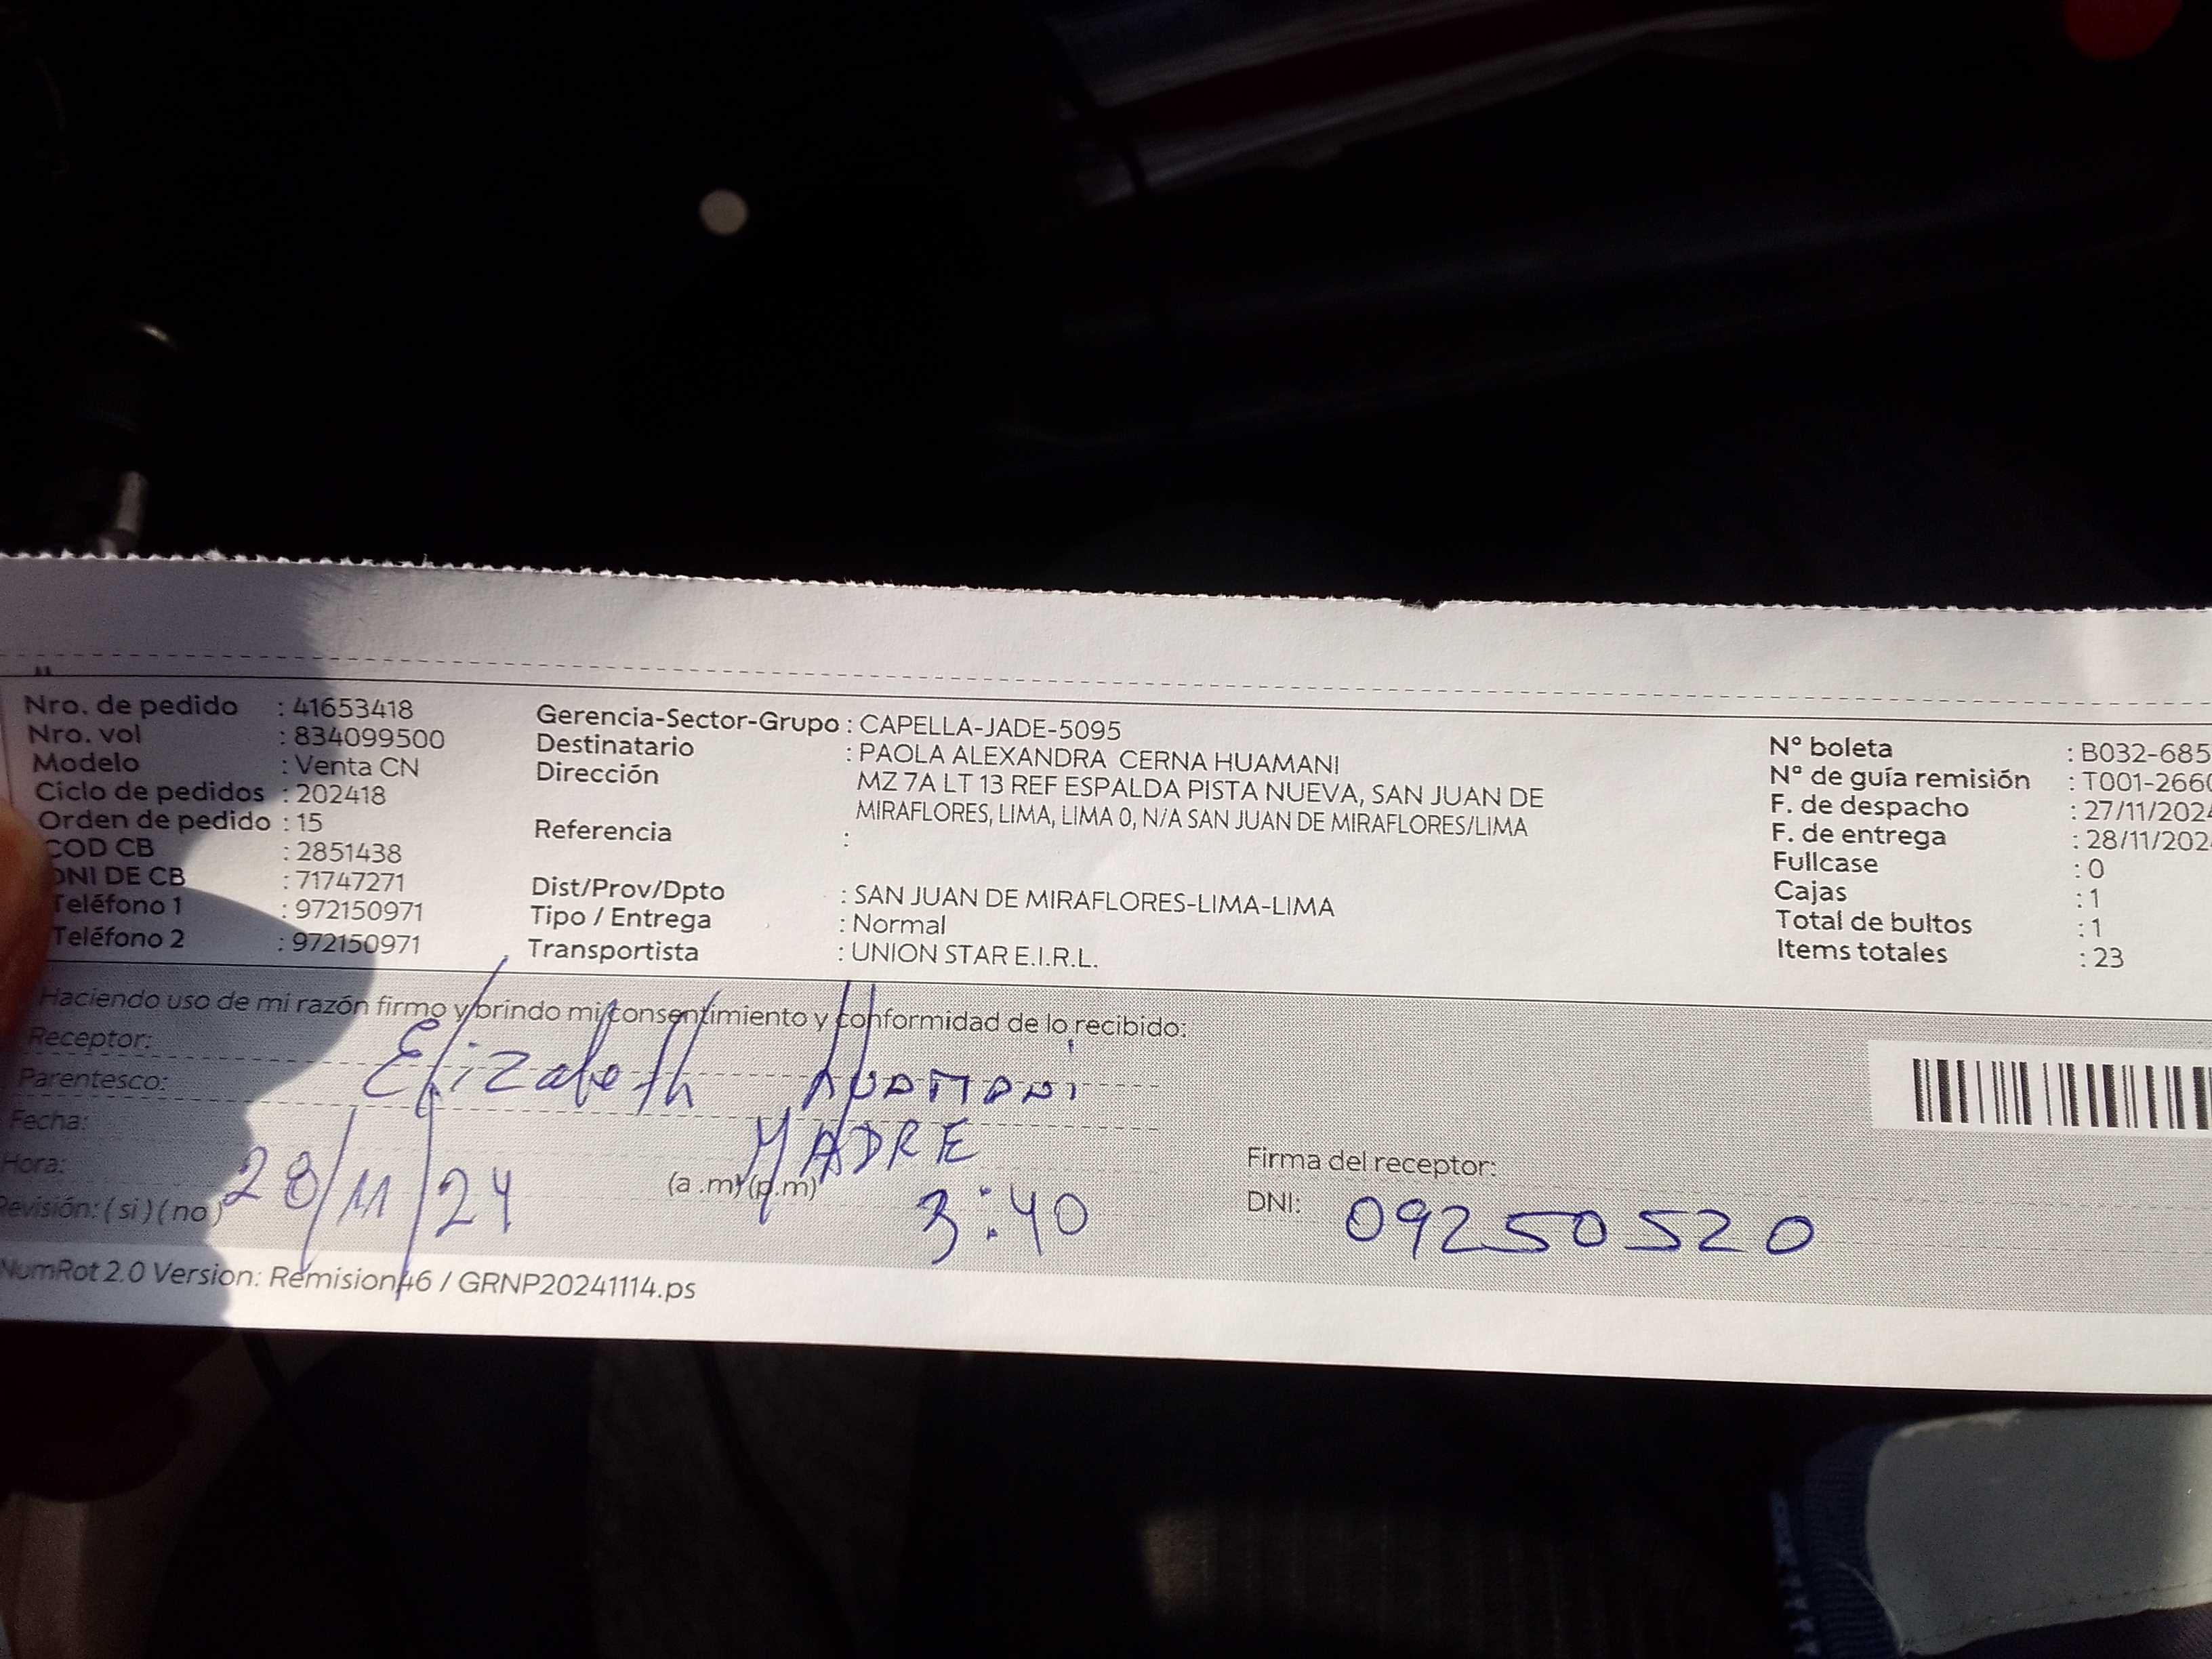 Nro. de pedido : 41653418
Nro. vol : 834099500
Modelo : Venta CN
Ciclo de pedidos : 202418
Orden de pedido : 15
COD CB : 2851438
DNI DE CB : 71747271
Teléfono 1 : 972150971
Teléfono 2 : 972150971
Gerencia-Sector-Grupo : CAPELLA-JADE-5095
Destinatario : PAOLA ALEXANDRA CERNA HUAMANI
Dirección MZ 7A LT 13 REF ESPALDA PISTA NUEVA, SAN JUAN DE
MIRAFLORES, LIMA, LIMA 0, N/A SAN JUAN DE MIRAFLORES/LIMA
Referencia :
Dist/Prov/Dpto : SAN JUAN DE MIRAFLORES-LIMA-LIMA
Tipo / Entrega : Normal
Transportista : UNION STAR E.I.R.L.
Nº boleta : B032-685
Nº de guía remisión : T001-2660
F. de despacho : 27/11/2024
F. de entrega : 28/11/202
Fullcase : 0
Cajas : 1
Total de bultos : 1
Items totales : 23
Haciendo uso de mi razón firmo y brindo mi consentimiento y conformidad de lo recibido:
Receptor: Elizabeth Huamani
Parentesco: MADRE
Fecha: 28/11/24
Hora: (a.m) (p.m) 3:40
Revisión: (si) (no)
Firma del receptor:
DNI: 09250520
NumRot 2.0 Version: Remision46 / GRNP20241114.ps